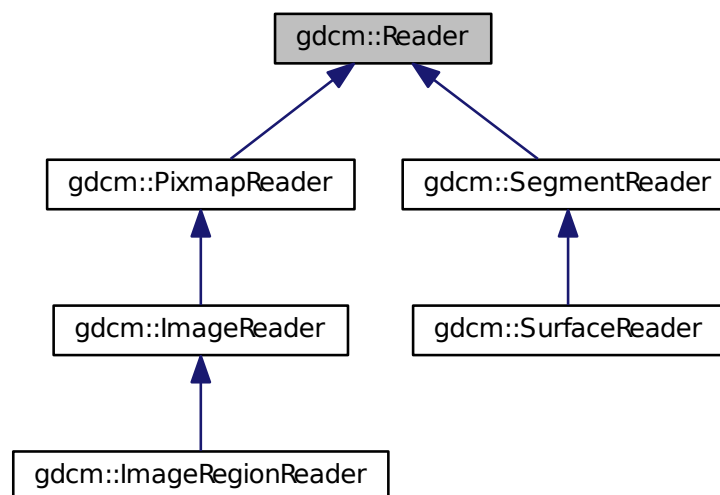 gdcm::Reader
gdcm::PixmapReader
gdcm::SegmentReader
gdcm::ImageReader
gdcm::SurfaceReader
gdcm::ImageRegionReader